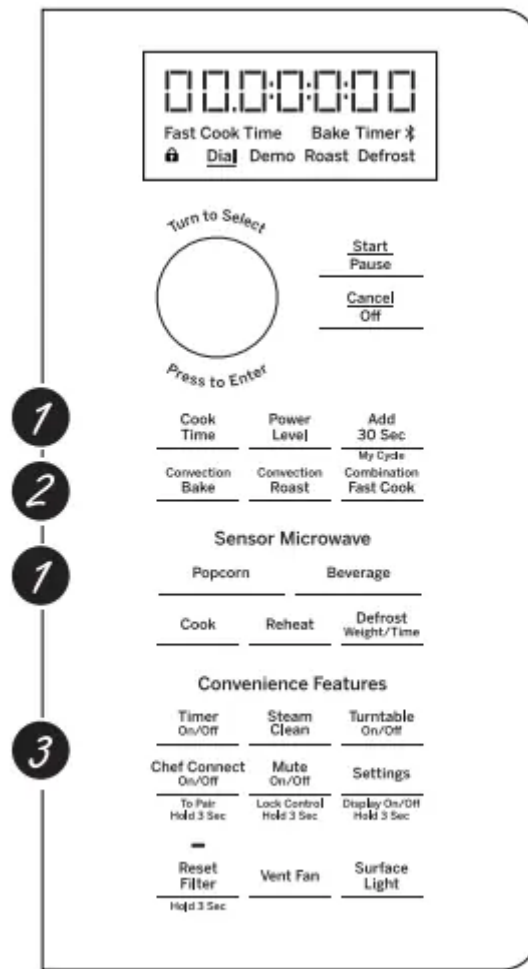 00.0:0:0:00
Fast Cook Time Bake Timer
Dial Demo Roast Defrost
Turn to Select
Start
Pause
Cancel
Off
Press to Enter
1
Cook Power Add
Time Level 30 Sec
My Cycle
2
Convection Convection Combination
Bake Roast Fast Cook
Sensor Microwave
1
Popcorn Beverage
Cook Reheat Defrost
Weight/Time
Convenience Features
Timer Steam Turntable
On/Off Clean On/Off
3
Chef Connect Mute Settings
On/Off On/Off
To Pair Lock Control Display On/Off
Hold 3 Sec Hold 3 Sec Hold 3 Sec
Reset Vent Fan Surface
Filter Light
Hold 3 Sec